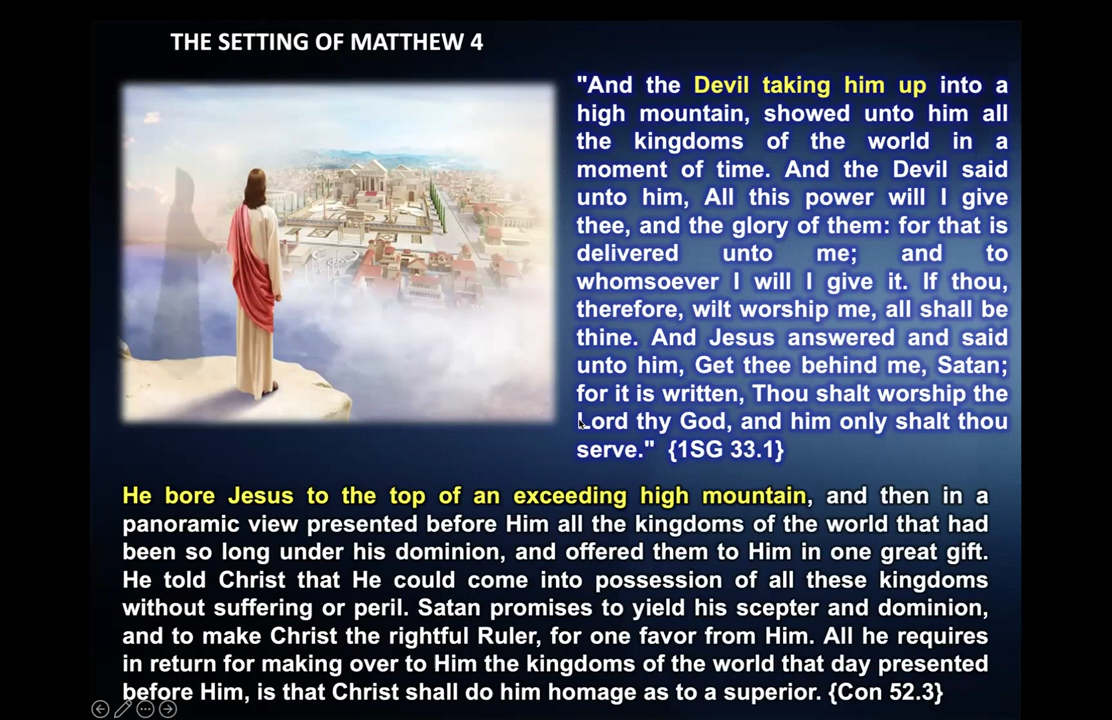 THE SETTING OF MATTHEW 4
"And the Devil taking him up into a
high mountain, showed unto him all
the kingdoms of the world in a
moment of time. And the Devil said
unto him, All this power will I give
thee, and the glory of them: for that is
delivered unto me; and to
whomsoever I will I give it. If thou,
therefore, wilt worship me, all shall be
thine. And Jesus answered and said
unto him, Get thee behind me, Satan;
for it is written, Thou shalt worship the
Lord thy God, and him only shalt thou
serve." {1SG 33.1}
He bore Jesus to the top of an exceeding high mountain, and then in a
panoramic view presented before Him all the kingdoms of the world that had
been so long under his dominion, and offered them to Him in one great gift.
He told Christ that He could come into possession of all these kingdoms
without suffering or peril. Satan promises to yield his scepter and dominion,
and to make Christ the rightful Ruler, for one favor from Him. All he requires
in return for making over to Him the kingdoms of the world that day presented
before Him, is that Christ shall do him homage as to a superior. {Con 52.3}